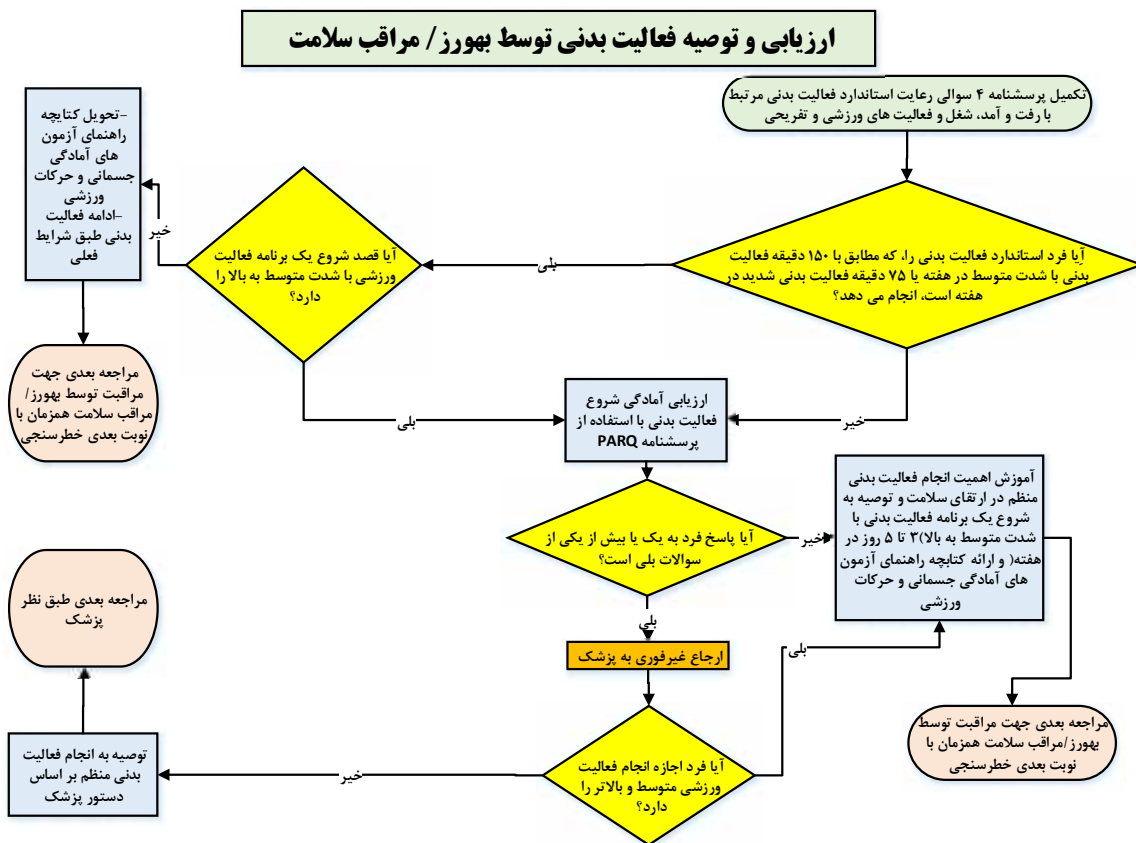 ارزیابی و توصیه فعالیت بدنی توسط بهورز/ مراقب سلامت
تکمیل پرسشنامه ۴ سوالی رعایت استاندارد فعالیت بدنی مرتبط
با رفت و آمد، شغل و فعالیت های ورزشی و تفریحی
آیا فرد استاندارد فعالیت بدنی را، که مطابق با ۱۵۰ دقیقه فعالیت
بدنی با شدت متوسط در هفته یا ۷۵ دقیقه فعالیت بدنی شدید در
هفته است، انجام می دهد؟
بلی
خیر
آیا قصد شروع یک برنامه فعالیت
ورزشی با شدت متوسط به بالا را
دارد؟
خیر
بلی
-تحویل کتابچه
راهنمای آزمون
های آمادگی
جسمانی و حرکات
ورزشی
-ادامه فعالیت
بدنی طبق شرایط
فعلی
مراجعه بعدی جهت
مراقبت توسط بهورز/
مراقب سلامت همزمان با
نوبت بعدی خطرسنجی
ارزیابی آمادگی شروع
فعالیت بدنی با استفاده از
پرسشنامه PARQ
آیا پاسخ فرد به یک یا بیش از یکی از
سوالات بلی است؟
خیر
بلی
آموزش اهمیت انجام فعالیت بدنی
منظم در ارتقای سلامت و توصیه به
شروع یک برنامه فعالیت بدنی با
شدت متوسط به بالا)۳ تا ۵ روز در
هفته( و ارائه کتابچه راهنمای آزمون
های آمادگی جسمانی و حرکات
ورزشی
ارجاع غیرفوری به پزشک
آیا فرد اجازه انجام فعالیت
ورزشی متوسط و بالاتر را
دارد؟
بلی
خیر
مراجعه بعدی جهت مراقبت توسط
بهورز/مراقب سلامت همزمان با
نوبت بعدی خطرسنجی
توصیه به انجام فعالیت
بدنی منظم بر اساس
دستور پزشک
مراجعه بعدی طبق نظر
پزشک